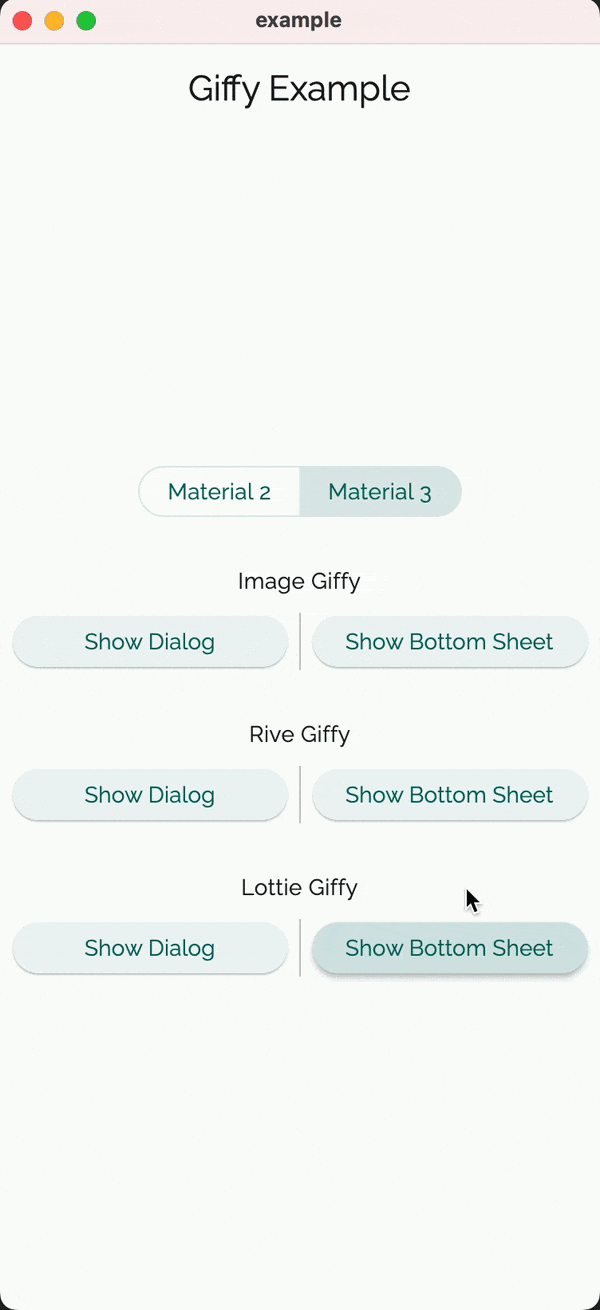 example
Giffy Example
Material 2 Material 3
Image Giffy
Show Dialog Show Bottom Sheet
Rive Giffy
Show Dialog Show Bottom Sheet
Lottie Giffy
Show Dialog Show Bottom Sheet